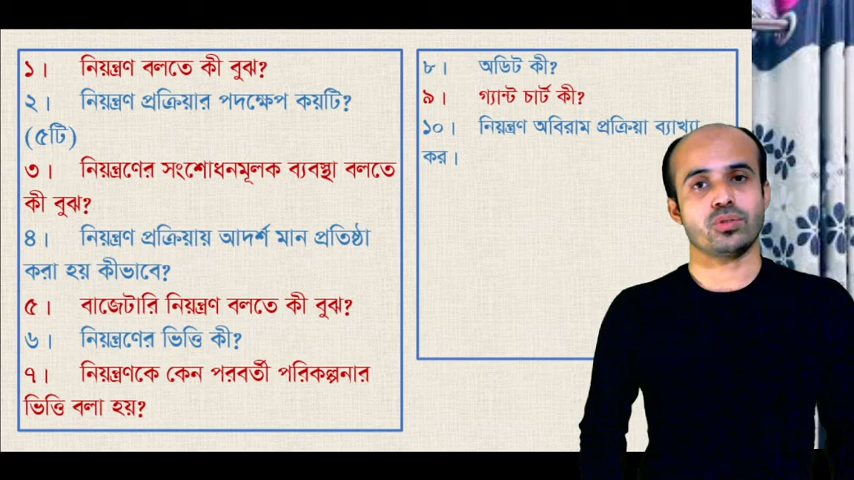 ১। নিয়ন্ত্রণ বলতে কী বুঝ?
২। নিয়ন্ত্রণ প্রক্রিয়ার পদক্ষেপ কয়টি?
(৫টি)
৩। নিয়ন্ত্রণের সংশোধনমূলক ব্যবস্থা বলতে
কী বুঝ?
৪। নিয়ন্ত্রণ প্রক্রিয়ায় আদর্শ মান প্রতিষ্ঠা
করা হয় কীভাবে?
৫। বাজেটারি নিয়ন্ত্রণ বলতে কী বুঝ?
৬। নিয়ন্ত্রণের ভিত্তি কী?
৭। নিয়ন্ত্রণকে কেন পরবর্তী পরিকল্পনার
ভিত্তি বলা হয়?
৮। অডিট কী?
৯। গ্যান্ট চার্ট কী?
১০। নিয়ন্ত্রণ অবিরাম প্রক্রিয়া ব্যাখ্যা
কর।